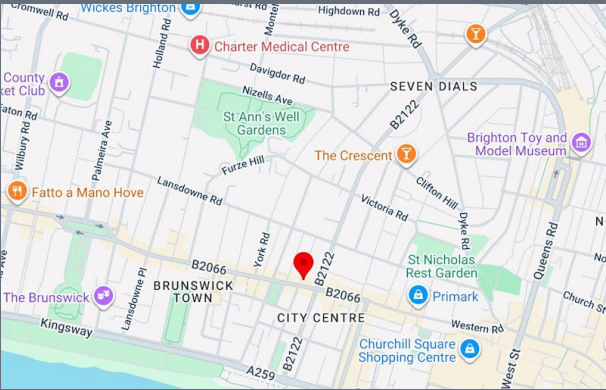 Cromwell Rd
Wickes Brighton
Holland Rd
Highdown Rd
Dyke Rd
Charter Medical Centre
Davigdor Rd
SEVEN DIALS
County
ket Club
Nizells Ave
B2122
St Ann's Well
Gardens
Eaton Rd
Wilbury Rd
Palmeira Ave
Furze Hill
The Crescent
Brighton Toy and
Model Museum
Clifton Hill
Fatto a Mano Hove
Lansdowne Rd
Victoria Rd
Dyke Rd
York Rd
Queens Rd
St Nicholas
Rest Garden
B2066
B2122
BRUNSWICK
TOWN
The Brunswick
Lansdowne Pl
B2066
Primark
Church St
CITY CENTRE
Western Rd
Kingsway
Churchill Square
Shopping Centre
B2122
A259
West St